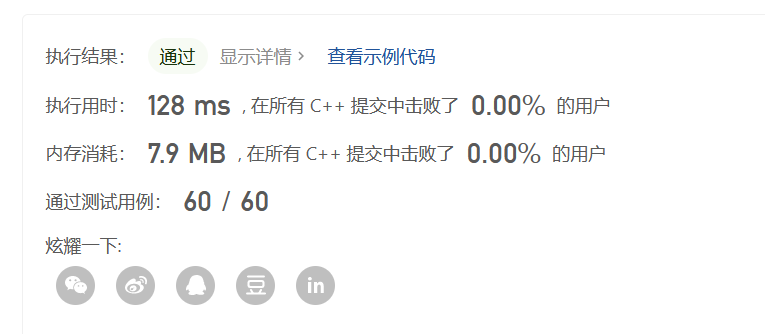 执行结果： 通过 显示详情 > 查看示例代码
执行用时： 128 ms , 在所有 C++ 提交中击败了 0.00% 的用户
内存消耗： 7.9 MB , 在所有 C++ 提交中击败了 0.00% 的用户
通过测试用例： 60 / 60
炫耀一下:
豆 in